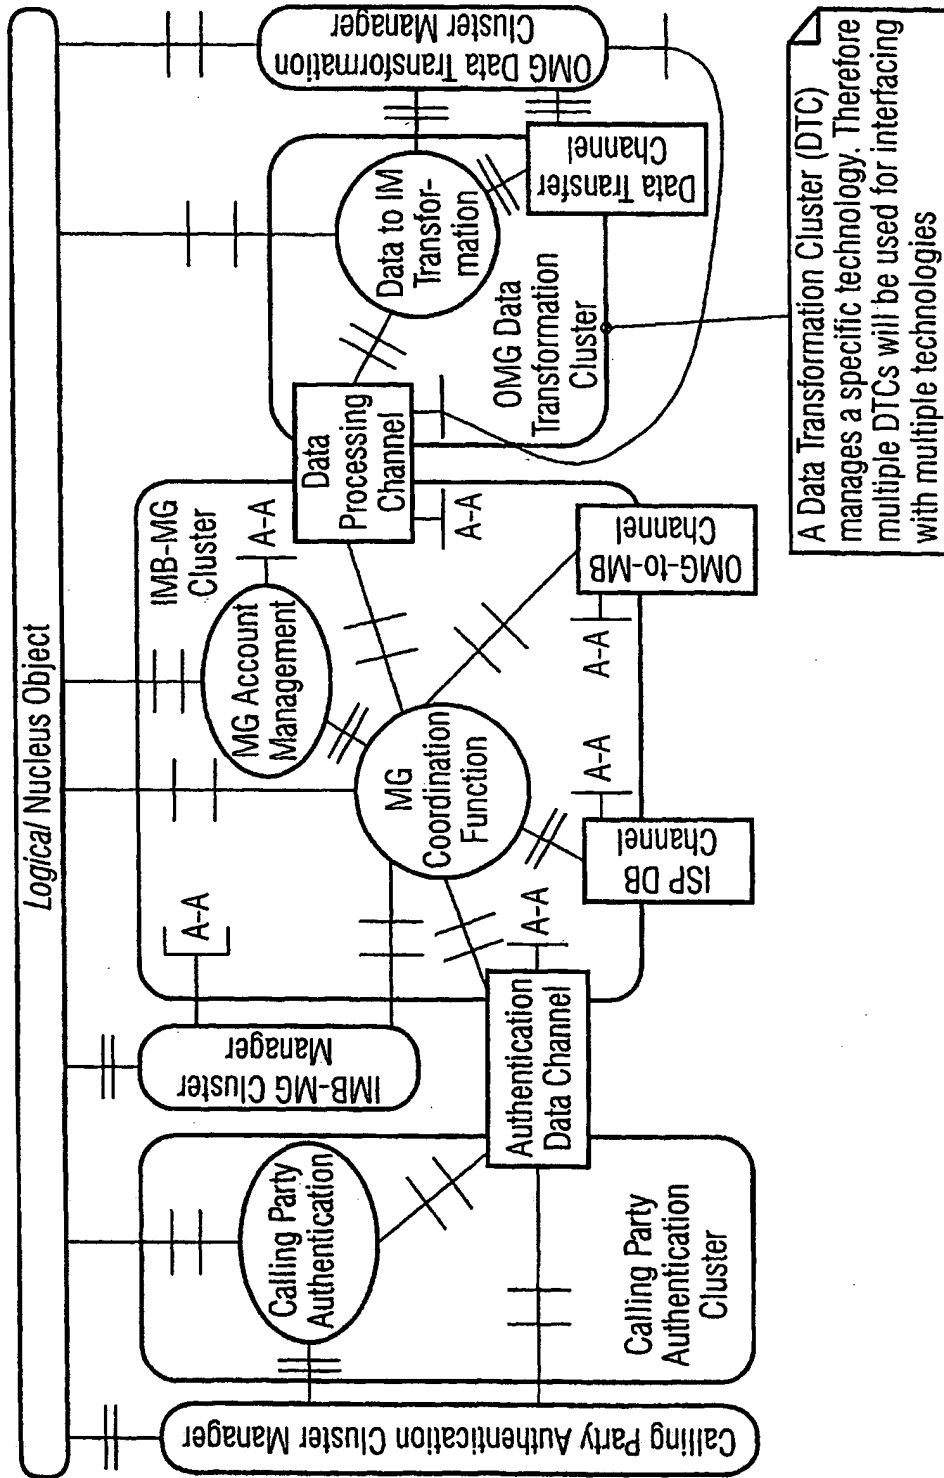 Logical Nucleus Object
Calling Party Authentication Cluster Manager
Calling Party
Authentication
Calling Party
Authentication
Cluster
IMB-MG Cluster
Manager
A-A
Authentication
Data Channel
A-A
MG
Coordination
Function
MG Account
Management
IMB-MG
Cluster
A-A
ISP DB
Channel
A-A
OMG-to-MB
Channel
A-A
Data
Processing
Channel
A-A
OMG Data
Transformation
Cluster
Data to IM
Transfor-
mation
Data Transfer
Channel
OMG Data Transformation
Cluster Manager
A Data Transformation Cluster (DTC)
manages a specific technology. Therefore
multiple DTCs will be used for interfacing
with multiple technologies